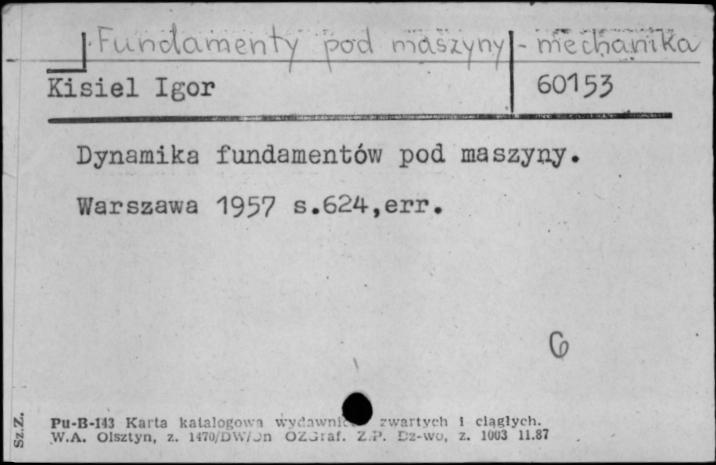 Fundamenty pod maszyny - mechanika
Kisiel Igor 60153
Dynamika fundamentów pod maszyny.
Warszawa 1957 s.624,err.
6
Pu-B-143 Karta katalogowa zwartych i ciągłych.
W.A. Olsztyn, z. 1470/DW/Jn OZGraf. Z.P. Dz-wo, z. 1003 11.87
Sz.Z.